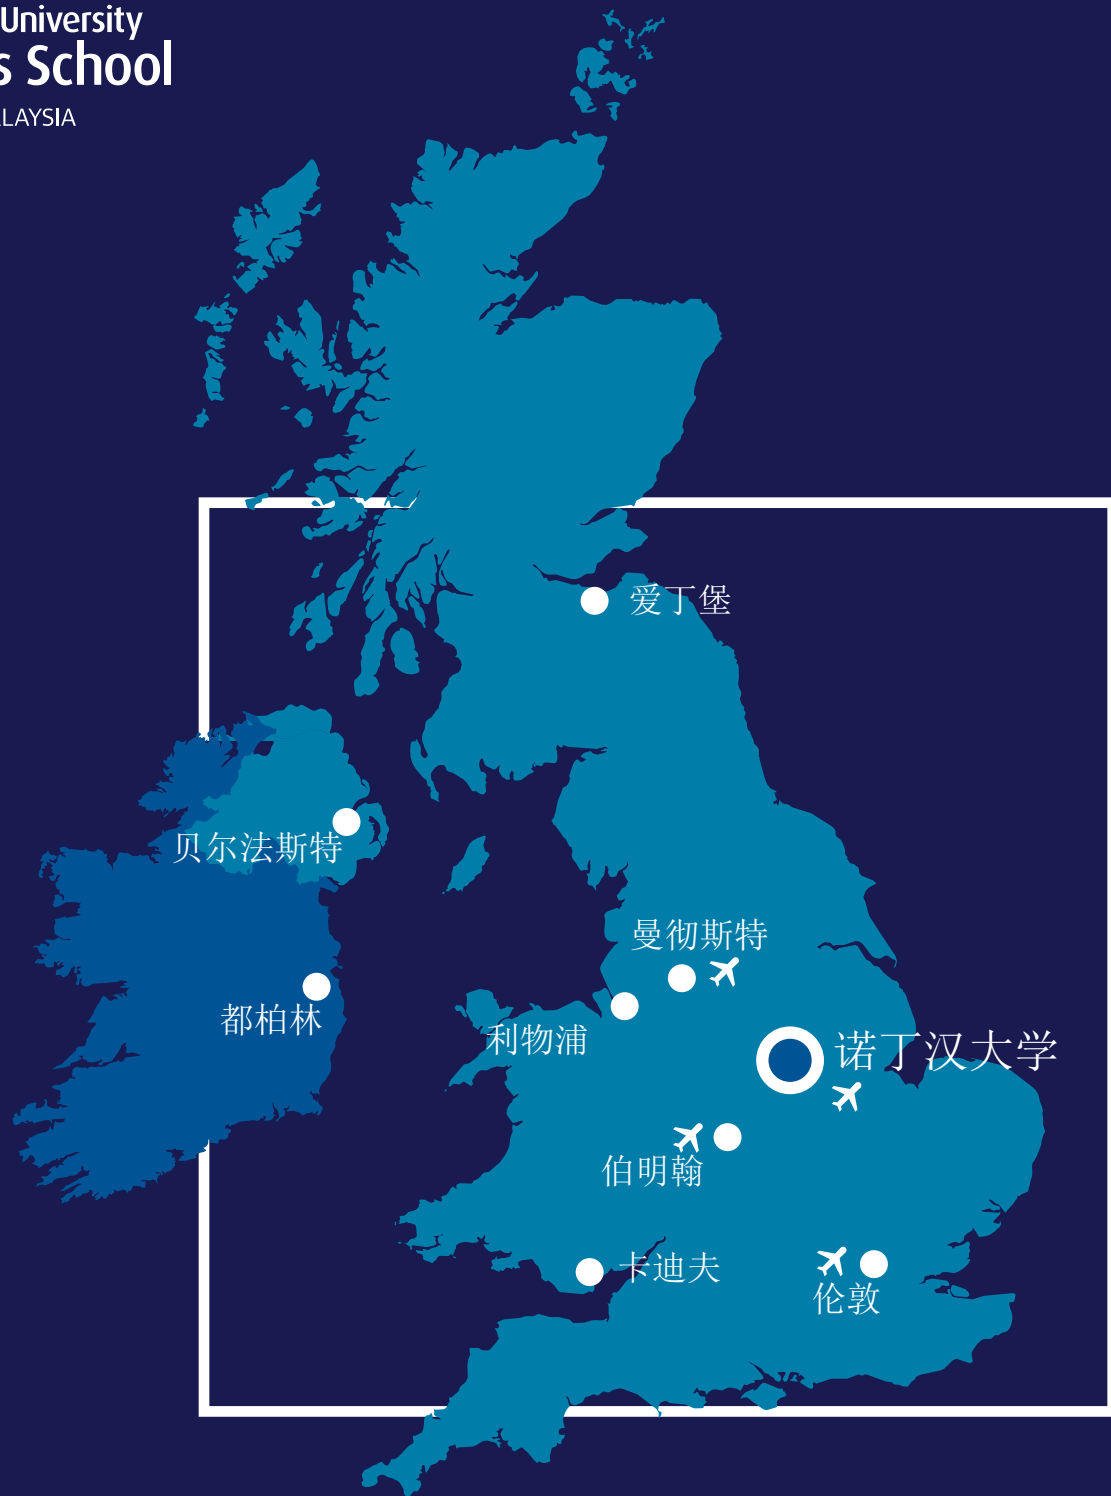 University
s School
LAYSIA
爱丁堡
贝尔法斯特
曼彻斯特
都柏林
利物浦
诺丁汉大学
伯明翰
卡迪夫
伦敦